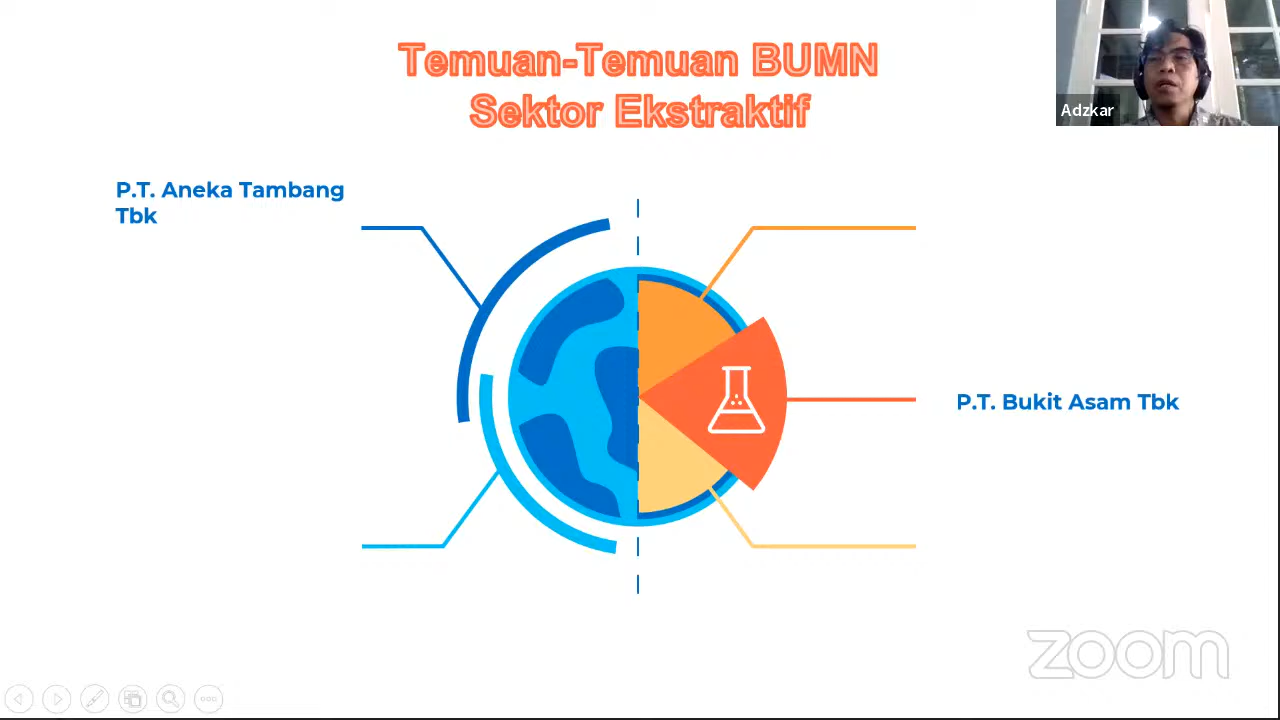 Temuan-Temuan BUMN
Sektor Ekstraktif
Adzkar
P.T. Aneka Tambang
Tbk
P.T. Bukit Asam Tbk
zoom